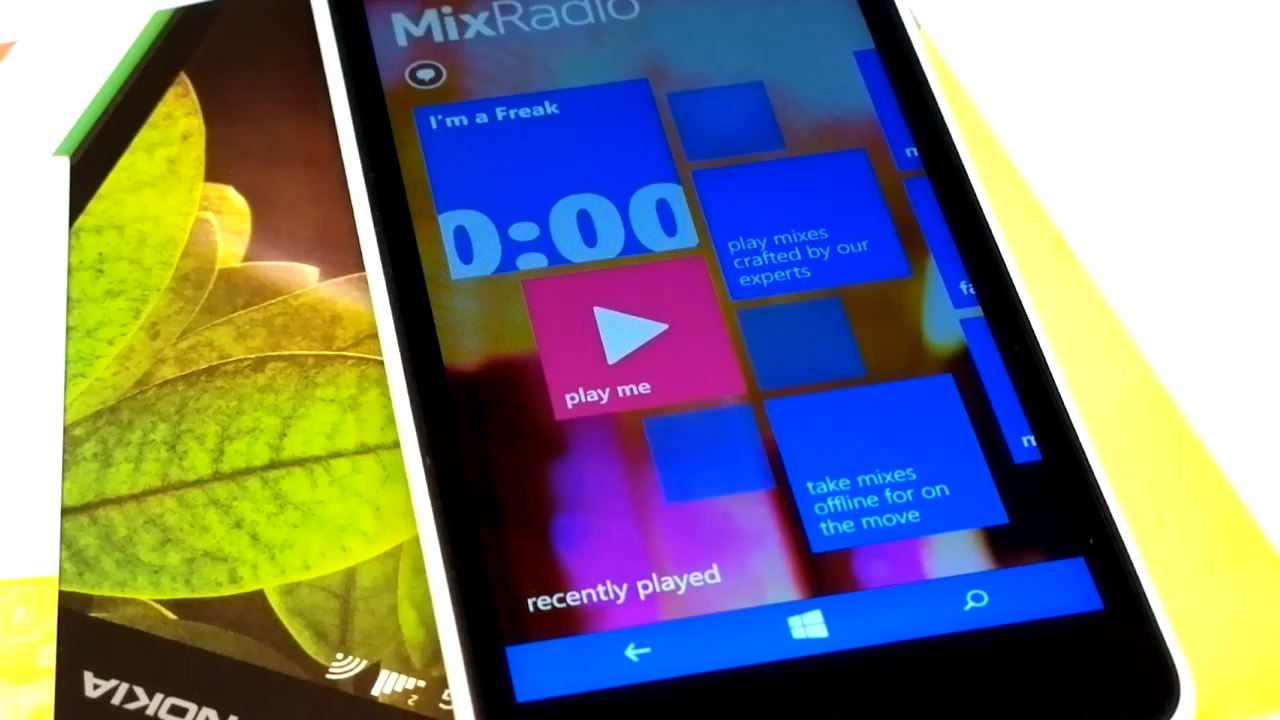 MixRadio
I'm a Freak
0:00
play mixes
crafted by our
experts
play me
take mixes
offline for on
the move
recently played
NOKIA
2